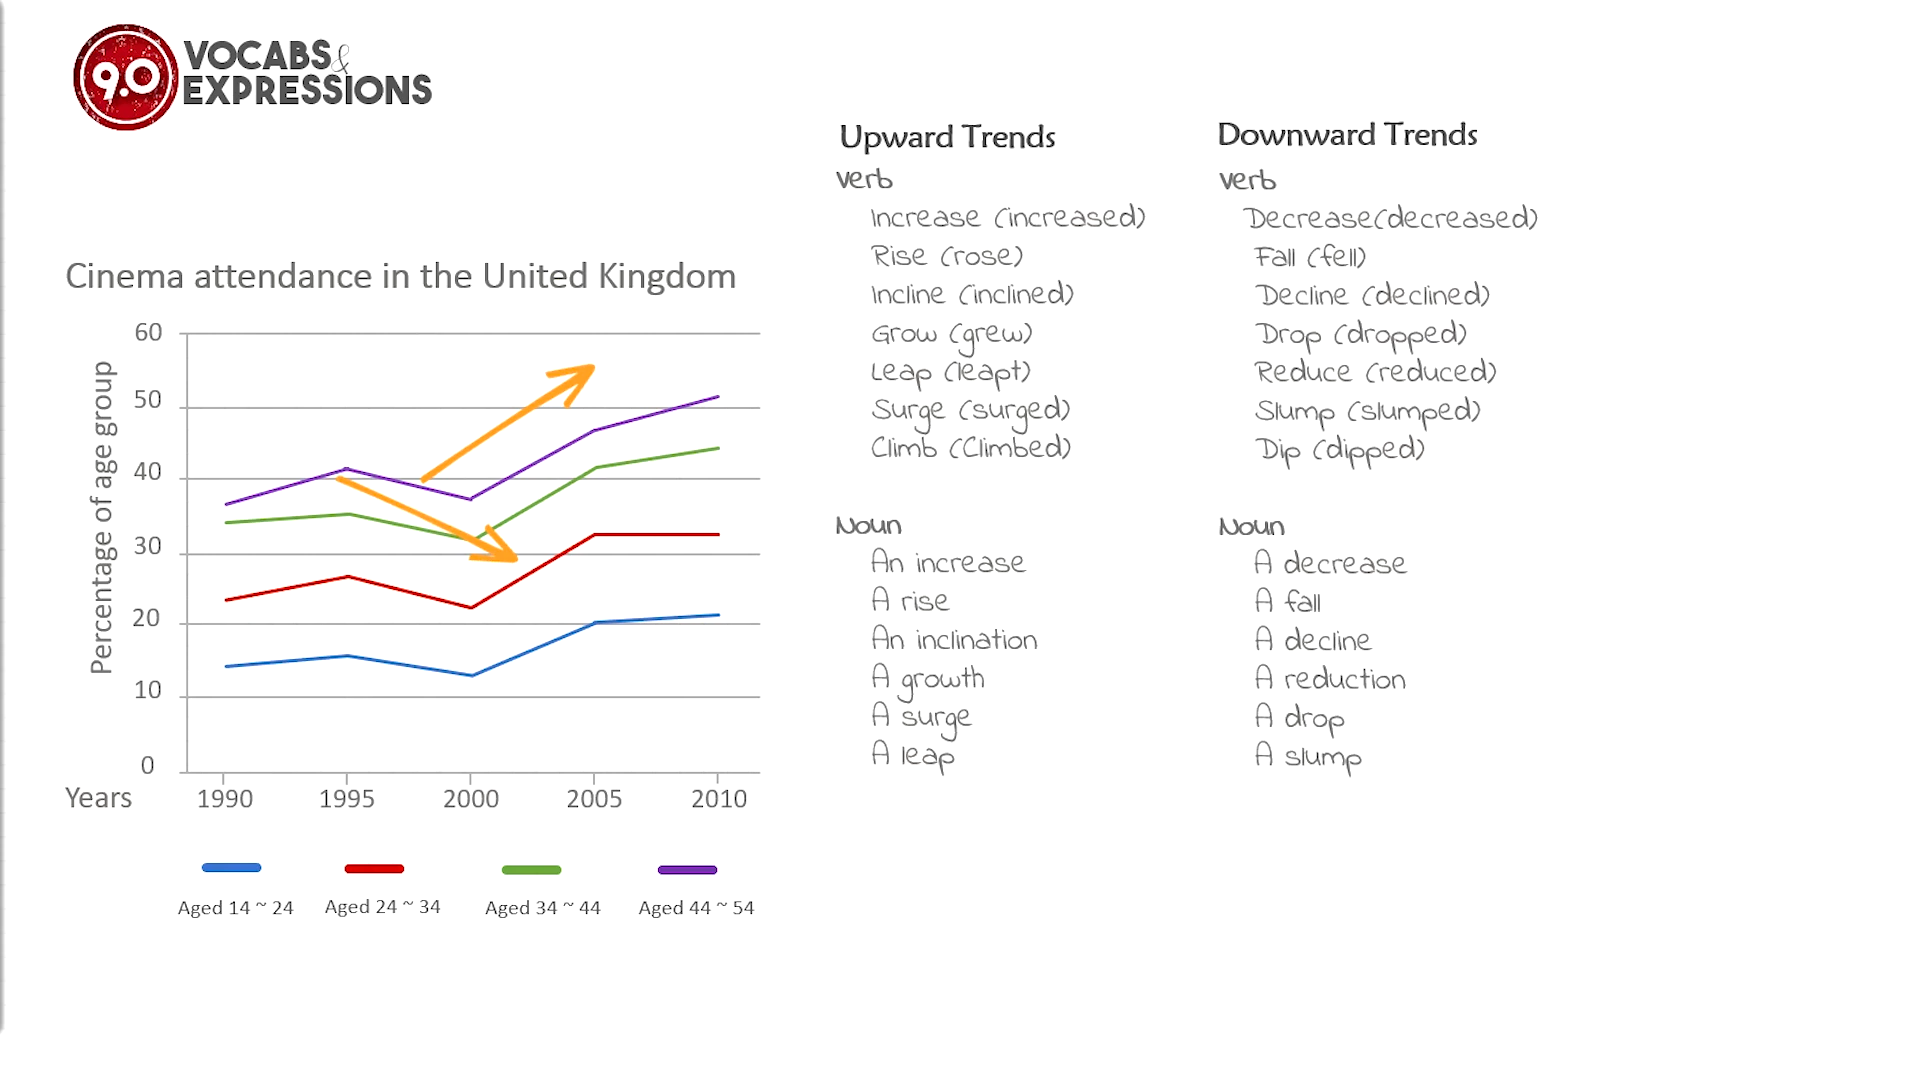 9.0 VOCABS &
EXPRESSIONS
Cinema attendance in the United Kingdom
Percentage of age group
60
50
40
30
20
10
0
Years
1990 1995 2000 2005 2010
Aged 14 ~ 24 Aged 24 ~ 34 Aged 34 ~ 44 Aged 44 ~ 54
Upward Trends
Verb
Increase (increased)
Rise (rose)
Incline (inclined)
Grow (grew)
Leap (leapt)
Surge (surged)
Climb (Climbed)
Noun
An increase
A rise
An inclination
A growth
A surge
A leap
Downward Trends
Verb
Decrease(decreased)
Fall (fell)
Decline (declined)
Drop (dropped)
Reduce (reduced)
Slump (slumped)
Dip (dipped)
Noun
A decrease
A fall
A decline
A reduction
A drop
A slump